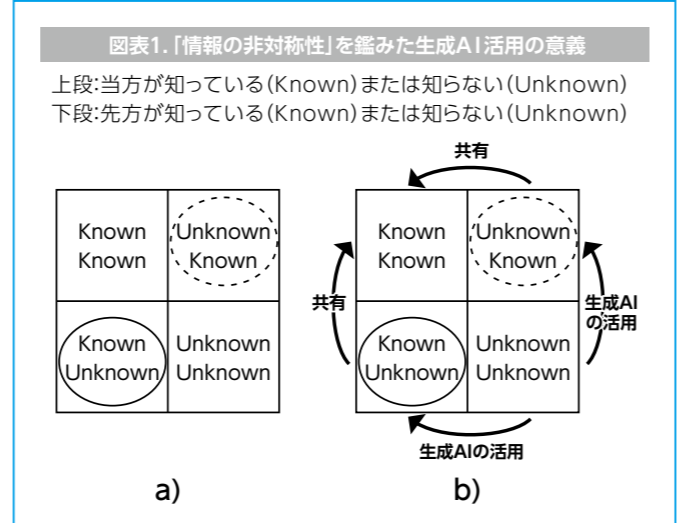 図表1.「情報の非対称性」を鑑みた生成AI活用の意義
上段:当方が知っている(Known)または知らない(Unknown)
下段:先方が知っている(Known)または知らない(Unknown)
Known
Known
Unknown
Known
Known
Unknown
Unknown
Unknown
a)
共有
共有
Known
Known
Unknown
Known
Known
Unknown
Unknown
Unknown
生成AI
の活用
生成AIの活用
b)